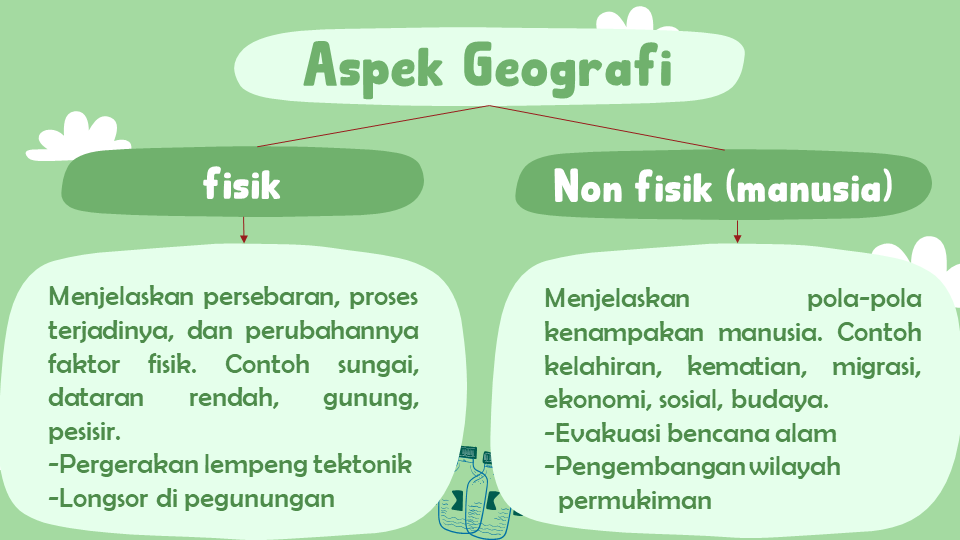 Aspek Geografi
fisik
Non fisik (manusia)
Menjelaskan persebaran, proses
terjadinya, dan perubahannya
faktor fisik. Contoh sungai,
dataran rendah, gunung,
pesisir.
-Pergerakan lempeng tektonik
-Longsor di pegunungan
Menjelaskan pola-pola
kenampakan manusia. Contoh
kelahiran, kematian, migrasi,
ekonomi, sosial, budaya.
-Evakuasi bencana alam
-Pengembangan wilayah
permukiman